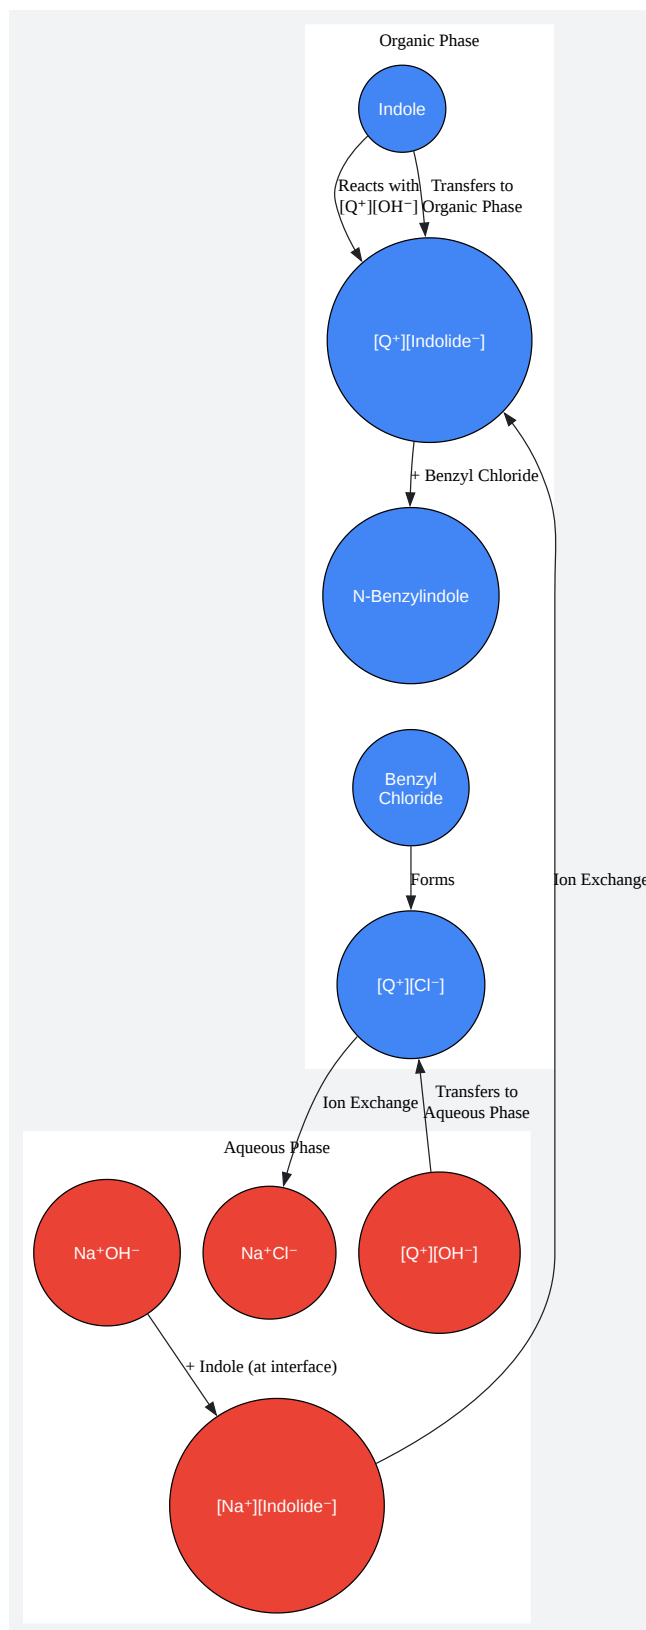 Organic Phase
Indole
Reacts with
[Q⁺][OH⁻]
Transfers to
Organic Phase
[Q⁺][Indolide⁻]
+ Benzyl Chloride
N-Benzylindole
Benzyl
Chloride
Forms
Ion Exchange
[Q⁺][Cl⁻]
Ion Exchange
Transfers to
Aqueous Phase
Aqueous Phase
Na⁺OH⁻
Na⁺Cl⁻
[Q⁺][OH⁻]
+ Indole (at interface)
[Na⁺][Indolide⁻]